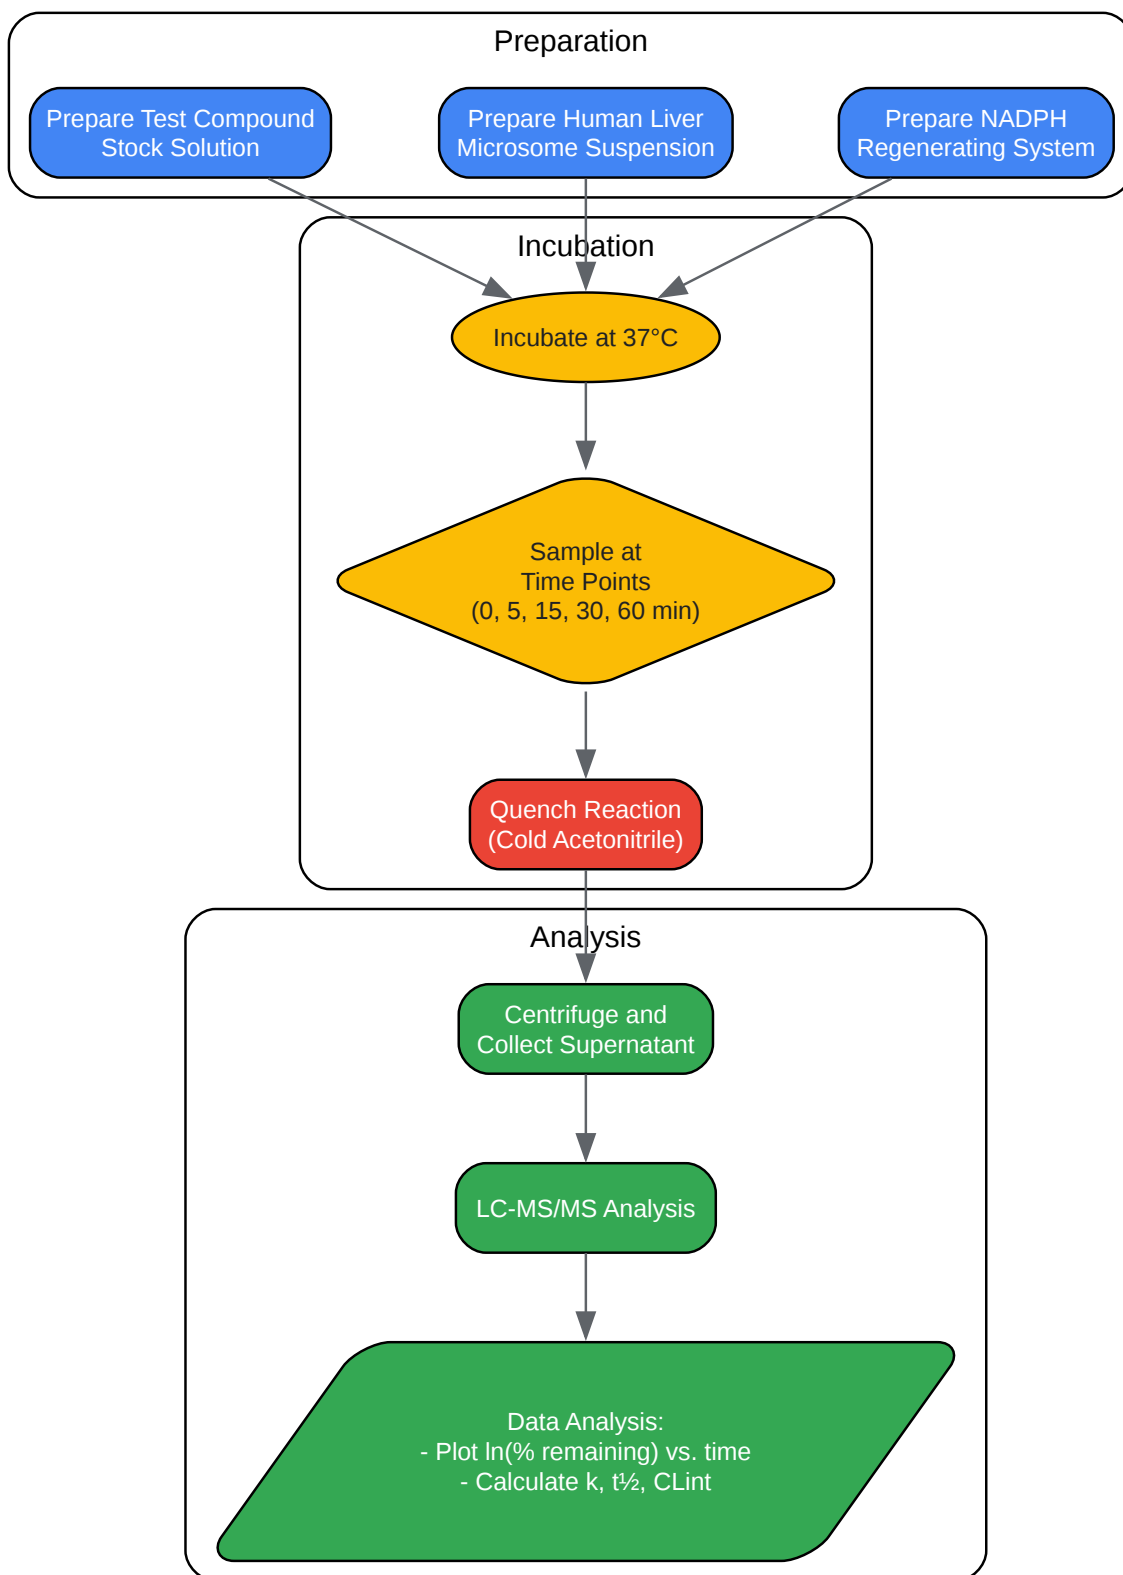 Preparation
Prepare Test Compound
Stock Solution
Prepare Human Liver
Microsome Suspension
Prepare NADPH
Regenerating System
Incubation
Incubate at 37°C
Sample at
Time Points
(0, 5, 15, 30, 60 min)
Quench Reaction
(Cold Acetonitrile)
Analysis
Centrifuge and
Collect Supernatant
LC-MS/MS Analysis
Data Analysis:
- Plot ln(% remaining) vs. time
- Calculate k, t½, CLint